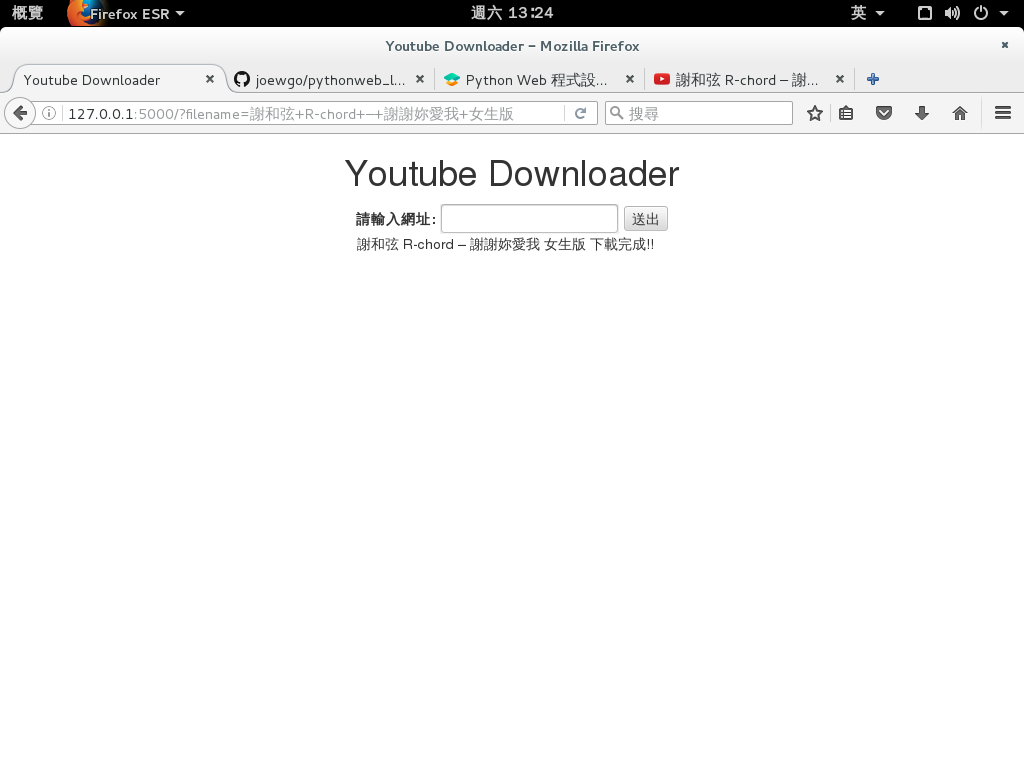 概覽 Firefox ESR 週六 13:24 英
Youtube Downloader – Mozilla Firefox
Youtube Downloader joewgo/pythonweb_l... Python Web 程式設... 謝和弦 R-chord – 謝...
127.0.0.1:5000/?filename=謝和弦+R-chord+–+謝謝妳愛我+女生版 搜尋
Youtube Downloader
請輸入網址: 送出
謝和弦 R-chord – 謝謝妳愛我 女生版 下載完成!!